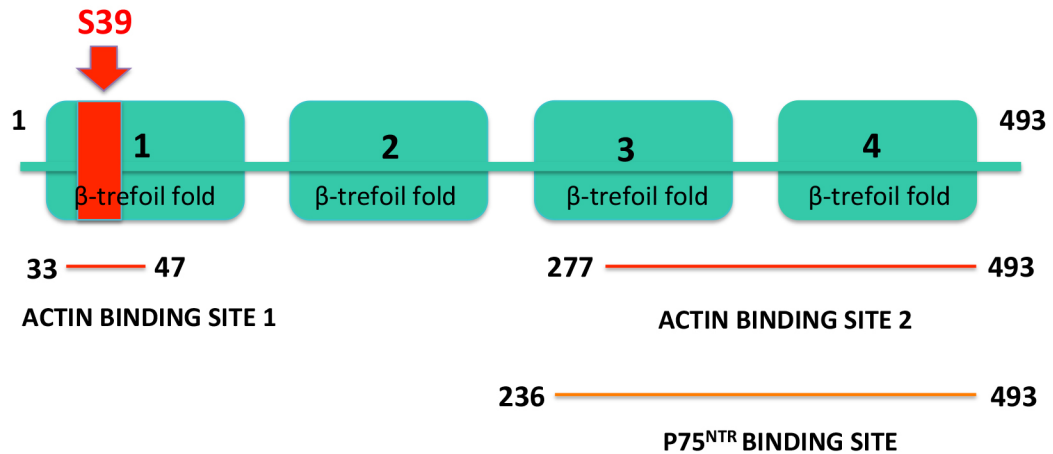 S39
1 493
1 2 3 4
β-trefoil fold β-trefoil fold β-trefoil fold β-trefoil fold
33 47 277 493
ACTIN BINDING SITE 1 ACTIN BINDING SITE 2
236 493
P75NTR BINDING SITE